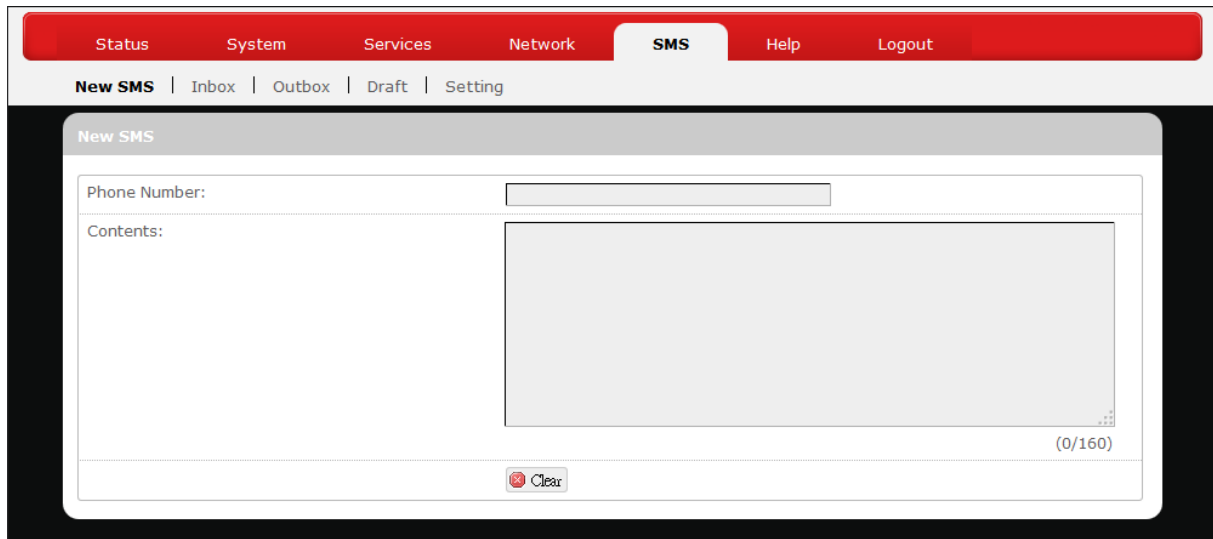 Status System Services Network SMS Help Logout
New SMS | Inbox | Outbox | Draft | Setting
New SMS
Phone Number:
Contents:
(0/160)
Clear